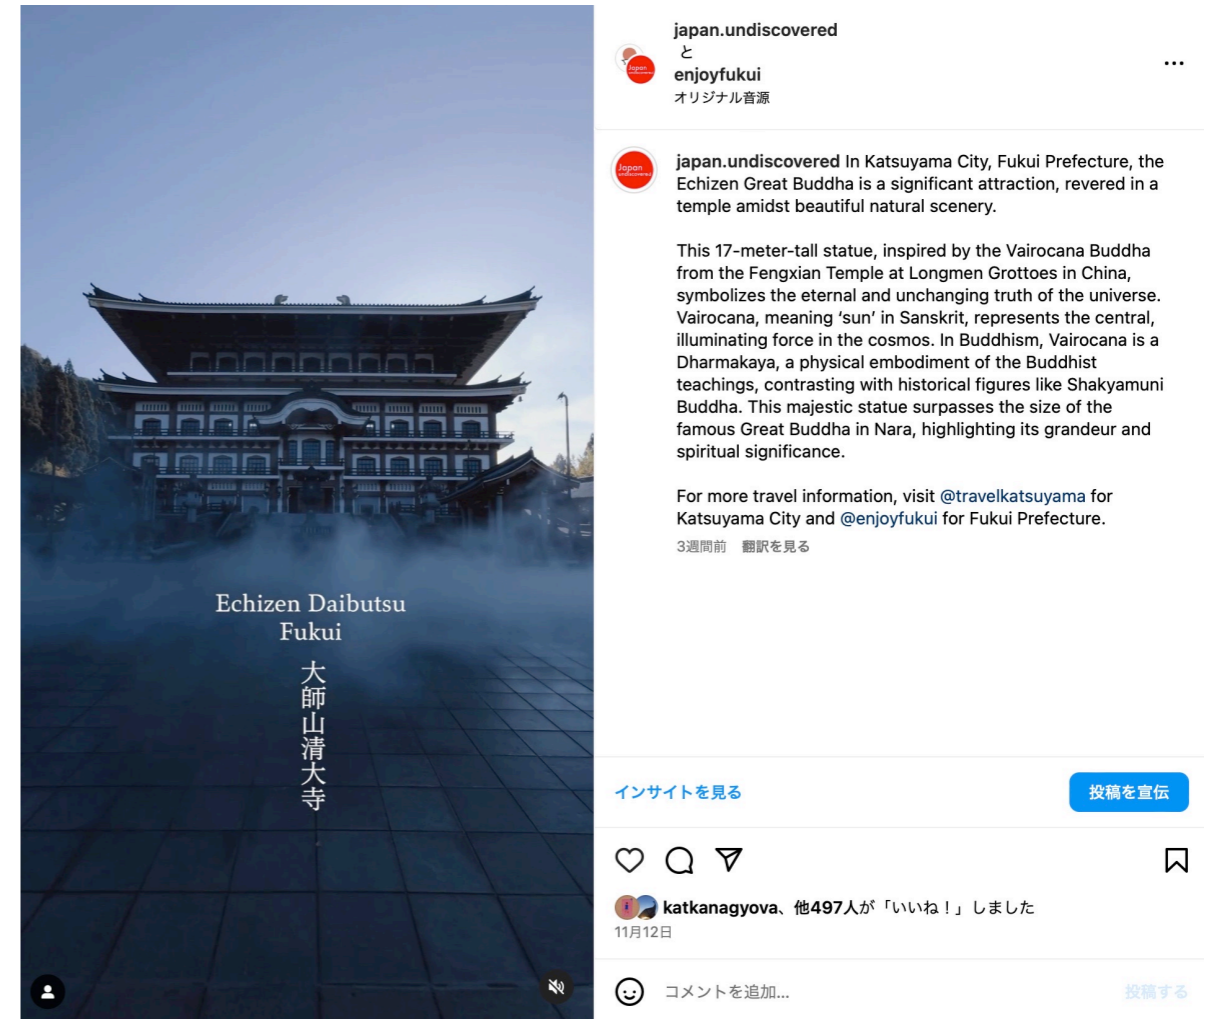 Echizen Daibutsu
Fukui
大師山清大寺
japan.undiscovered
と
enjoyfukui
オリジナル音源
japan.undiscovered In Katsuyama City, Fukui Prefecture, the
Echizen Great Buddha is a significant attraction, revered in a
temple amidst beautiful natural scenery.
This 17-meter-tall statue, inspired by the Vairocana Buddha
from the Fengxian Temple at Longmen Grottoes in China,
symbolizes the eternal and unchanging truth of the universe.
Vairocana, meaning ‘sun’ in Sanskrit, represents the central,
illuminating force in the cosmos. In Buddhism, Vairocana is a
Dharmakaya, a physical embodiment of the Buddhist
teachings, contrasting with historical figures like Shakyamuni
Buddha. This majestic statue surpasses the size of the
famous Great Buddha in Nara, highlighting its grandeur and
spiritual significance.
For more travel information, visit @travelkatsuyama for
Katsuyama City and @enjoyfukui for Fukui Prefecture.
3週間前 翻訳を見る
インサイトを見る
投稿を宣伝
katkanagyova、他497人が「いいね！」しました
11月12日
コメントを追加...
投稿する